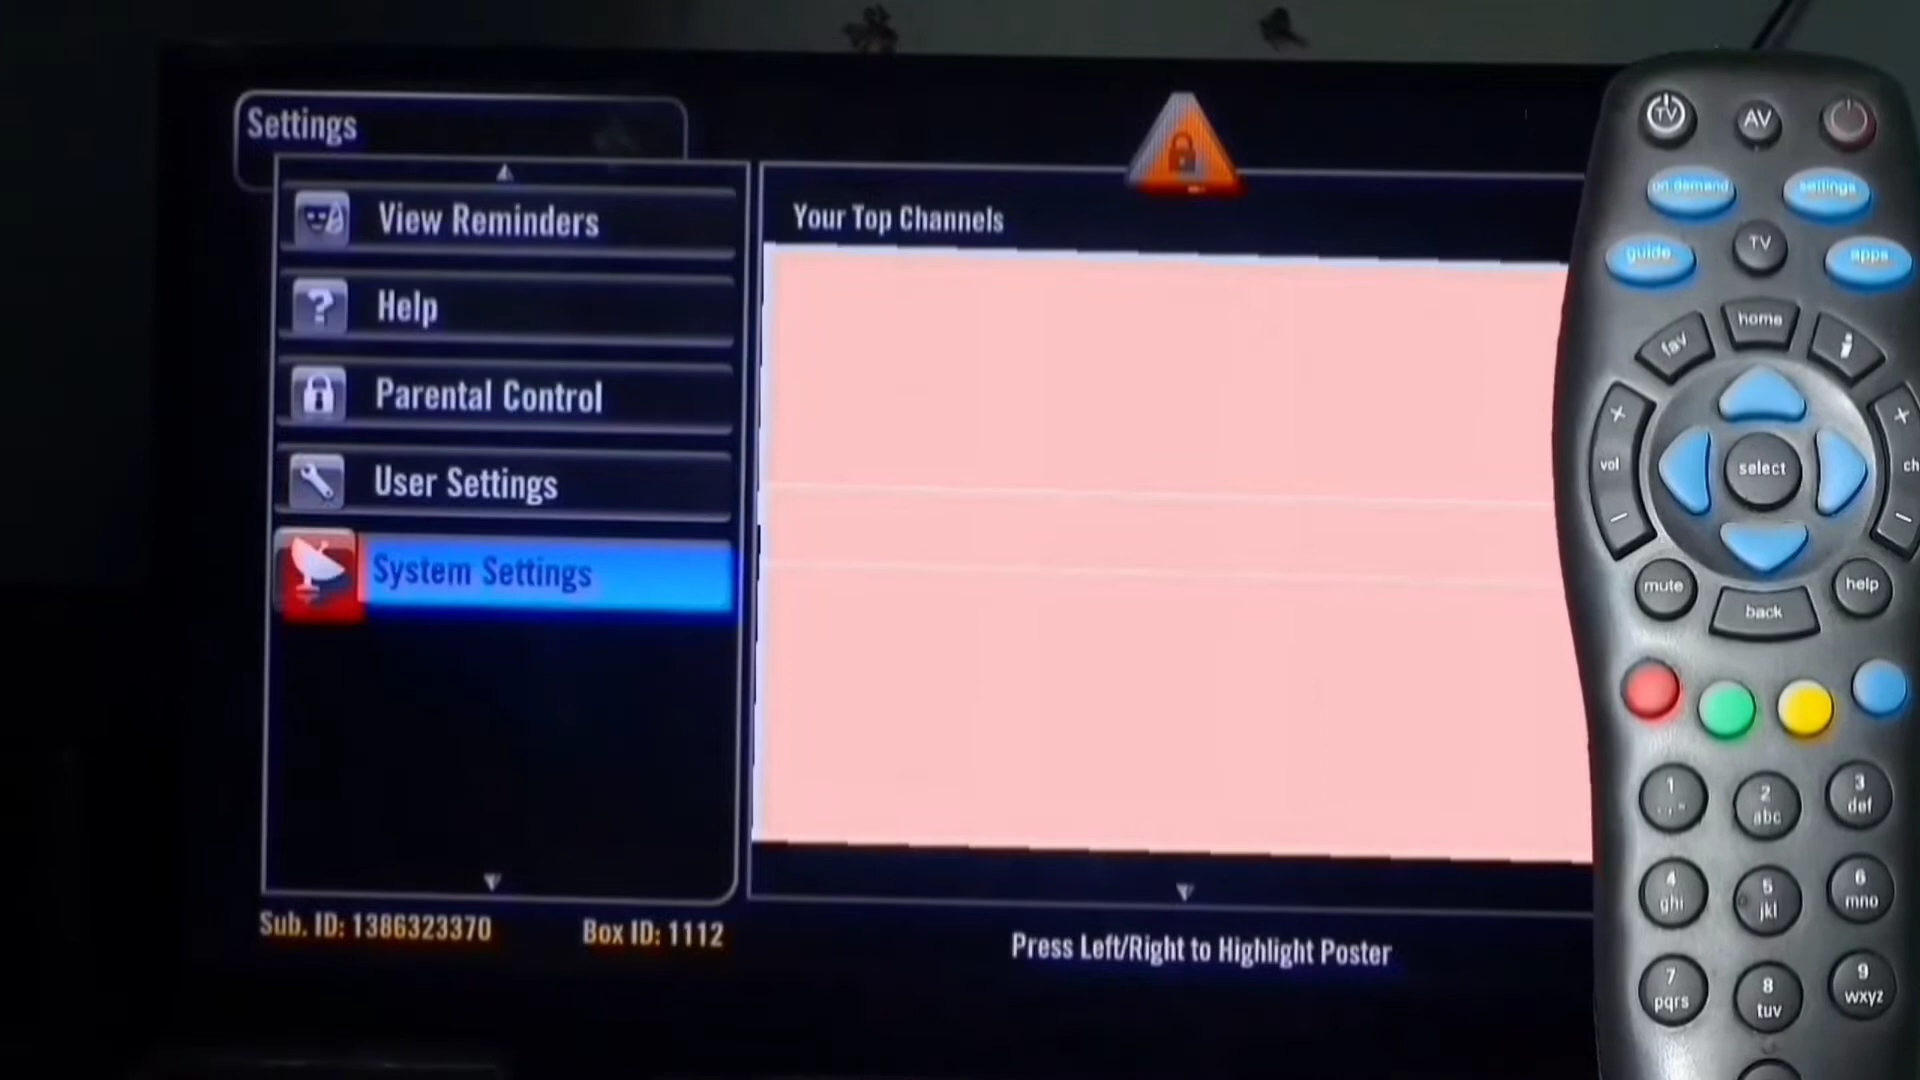 Settings
View Reminders
Help
Parental Control
User Settings
System Settings
Sub. ID: 1386323370
Box ID: 1112
Your Top Channels
Press Left/Right to Highlight Poster
TV
AV
on demand
settings
guide
TV
apps
fav
home
i
+
+
vol
select
ch
−
−
mute
help
back
1
2
abc
3
def
4
ghi
5
jkl
6
mno
7
pqrs
8
tuv
9
wxyz